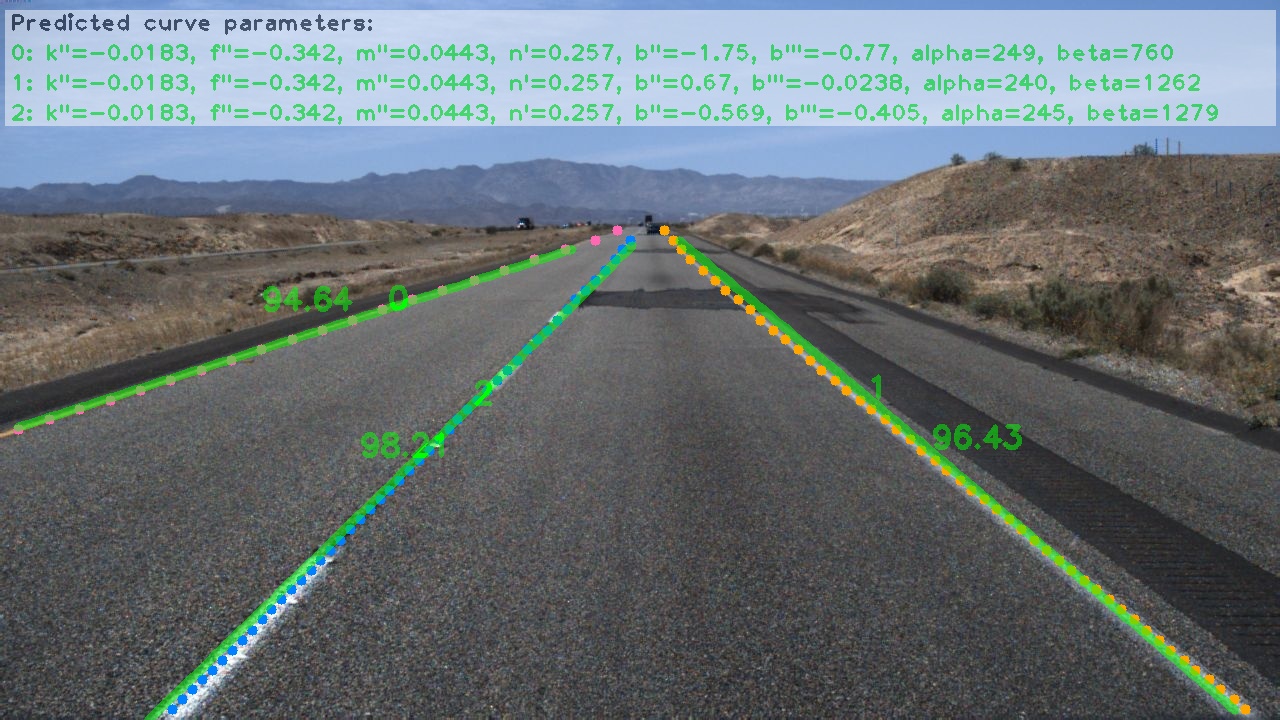 Predicted curve parameters:
0: k''=-0.0183, f''=-0.342, m''=0.0443, n'=0.257, b''=-1.75, b'''=-0.77, alpha=249, beta=760
1: k''=-0.0183, f''=-0.342, m''=0.0443, n'=0.257, b''=0.67, b'''=-0.0238, alpha=240, beta=1262
2: k''=-0.0183, f''=-0.342, m''=0.0443, n'=0.257, b''=-0.569, b'''=-0.405, alpha=245, beta=1279
94.64 0
2 1
98.21 96.43